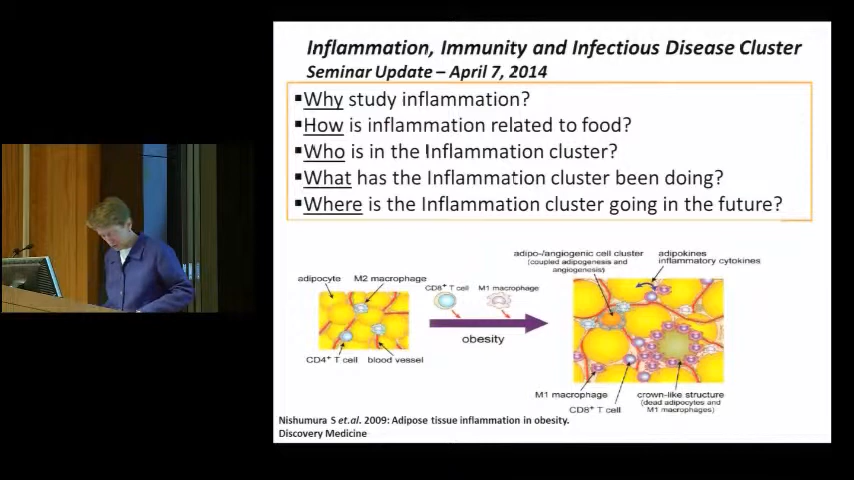 Inflammation, Immunity and Infectious Disease Cluster
Seminar Update – April 7, 2014
▪Why study inflammation?
▪How is inflammation related to food?
▪Who is in the Inflammation cluster?
▪What has the Inflammation cluster been doing?
▪Where is the Inflammation cluster going in the future?
adipocyte
M2 macrophage
CD4⁺ T cell
blood vessel
CD8⁺ T cell
M1 macrophage
obesity
adipo-/angiogenic cell cluster
(coupled adipogenesis and
angiogenesis)
adipokines
inflammatory cytokines
M1 macrophage
CD8⁺ T cell
crown-like structure
(dead adipocytes and
M1 macrophages)
Nishumura S et.al. 2009: Adipose tissue inflammation in obesity.
Discovery Medicine